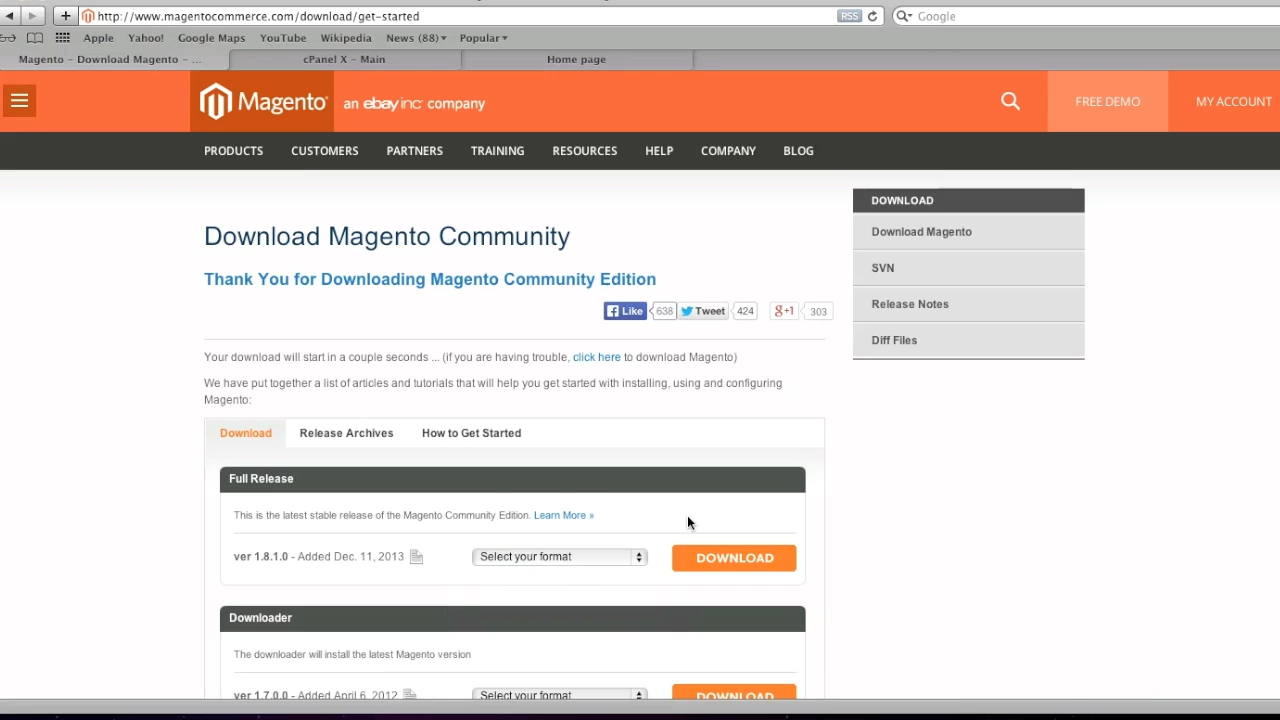 http://www.magentocommerce.com/download/get-started
RSS
Google
Apple
Yahoo!
Google Maps
YouTube
Wikipedia
News (88)
Popular
Magento – Download Magento – ...
cPanel X – Main
Home page
Magento
an ebay inc company
FREE DEMO
MY ACCOUNT
PRODUCTS
CUSTOMERS
PARTNERS
TRAINING
RESOURCES
HELP
COMPANY
BLOG
Download Magento Community
Thank You for Downloading Magento Community Edition
Like
638
Tweet
424
g+1
303
Your download will start in a couple seconds ... (if you are having trouble, click here to download Magento)
We have put together a list of articles and tutorials that will help you get started with installing, using and configuring
Magento:
Download
Release Archives
How to Get Started
Full Release
This is the latest stable release of the Magento Community Edition. Learn More »
ver 1.8.1.0 - Added Dec. 11, 2013
Select your format
DOWNLOAD
Downloader
The downloader will install the latest Magento version
ver 1.7.0.0 - Added April 6, 2012
Select your format
DOWNLOAD
DOWNLOAD
Download Magento
SVN
Release Notes
Diff Files